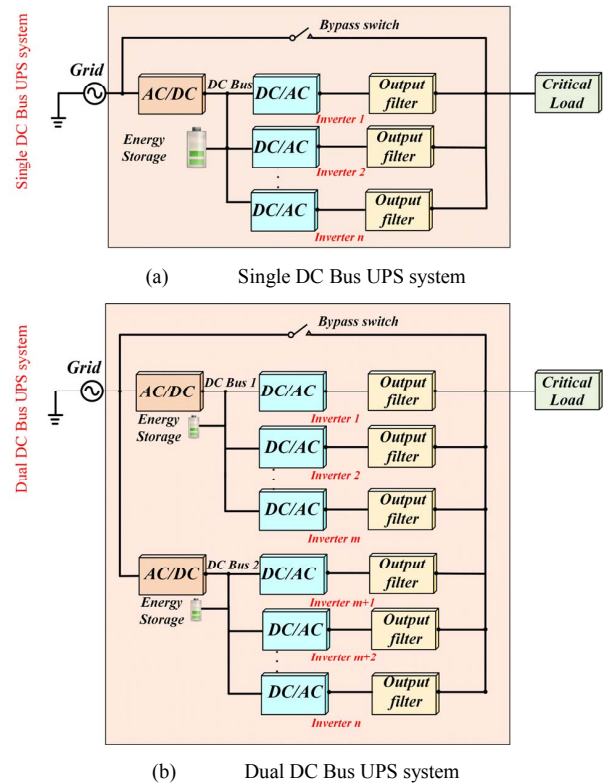 Single DC Bus UPS system
Bypass switch
Grid
AC/DC
DC Bus
DC/AC
Output
filter
Critical
Load
Inverter 1
Energy
Storage
DC/AC
Output
filter
Inverter 2
DC/AC
Output
filter
Inverter n
(a) Single DC Bus UPS system
Dual DC Bus UPS system
Bypass switch
Grid
AC/DC
DC Bus 1
DC/AC
Output
filter
Critical
Load
Inverter 1
Energy
Storage
DC/AC
Output
filter
Inverter 2
DC/AC
Output
filter
Inverter m
AC/DC
DC Bus 2
DC/AC
Output
filter
Inverter m+1
Energy
Storage
DC/AC
Output
filter
Inverter m+2
DC/AC
Output
filter
Inverter n
(b) Dual DC Bus UPS system